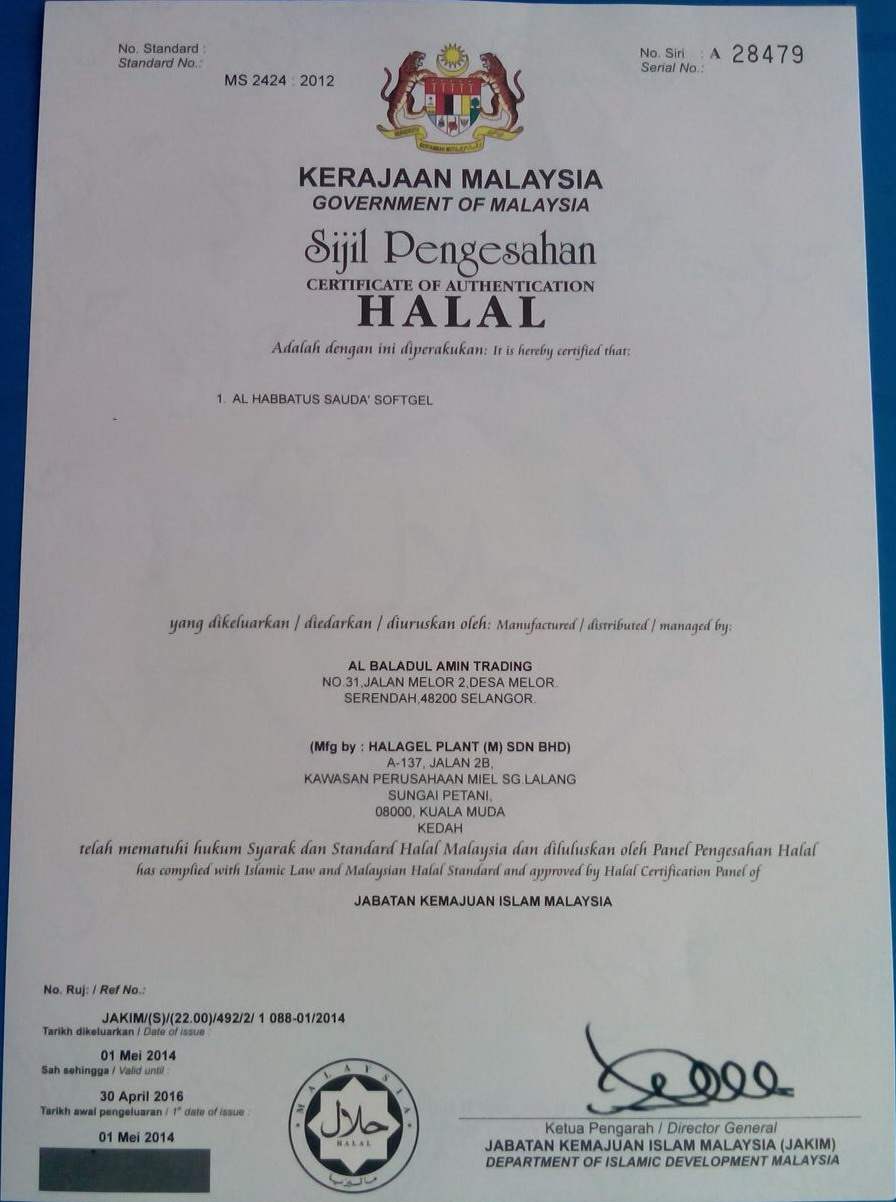 No. Standard :
Standard No.:
MS 2424 : 2012
No. Siri : A 28479
Serial No.:
KERAJAAN MALAYSIA
GOVERNMENT OF MALAYSIA
Sijil Pengesahan
CERTIFICATE OF AUTHENTICATION
HALAL
Adalah dengan ini diperakukan: It is hereby certified that:
1. AL HABBATUS SAUDA' SOFTGEL
yang dikeluarkan / diedarkan / diuruskan oleh: Manufactured / distributed / managed by:
AL BALADUL AMIN TRADING
NO.31,JALAN MELOR 2,DESA MELOR.
SERENDAH,48200 SELANGOR.
(Mfg by : HALAGEL PLANT (M) SDN BHD)
A-137, JALAN 2B,
KAWASAN PERUSAHAAN MIEL SG.LALANG
SUNGAI PETANI,
08000, KUALA MUDA
KEDAH
telah mematuhi hukum Syarak dan Standard Halal Malaysia dan diluluskan oleh Panel Pengesahan Halal
has complied with Islamic Law and Malaysian Halal Standard and approved by Halal Certification Panel of
JABATAN KEMAJUAN ISLAM MALAYSIA
No. Ruj: / Ref No.:
JAKIM/(S)/(22.00)/492/2/ 1 088-01/2014
Tarikh dikeluarkan / Date of issue :
01 Mei 2014
Sah sehingga / Valid until :
30 April 2016
Tarikh awal pengeluaran / 1st date of issue :
01 Mei 2014
MALAYSIA
حلال
HALAL
ماليزيا
Ketua Pengarah / Director General
JABATAN KEMAJUAN ISLAM MALAYSIA (JAKIM)
DEPARTMENT OF ISLAMIC DEVELOPMENT MALAYSIA